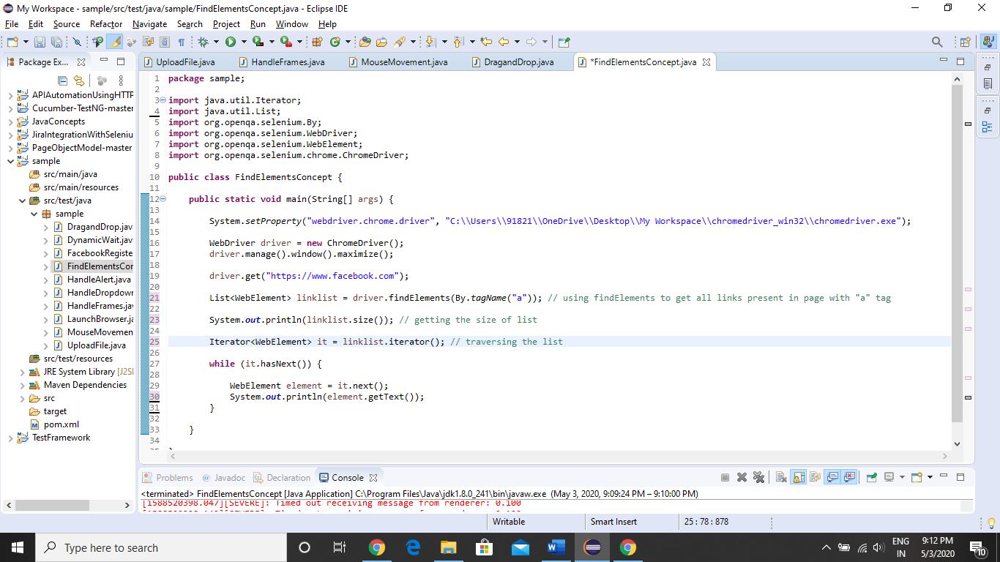 My Workspace - sample/src/test/java/sample/FindElementsConcept.java - Eclipse IDE
File Edit Source Refactor Navigate Search Project Run Window Help
Package Ex...
UploadFile.java HandleFrames.java MouseMovement.java DragandDrop.java *FindElementsConcept.java
APIAutomationUsingHTTP
Cucumber-TestNG-master
JavaConcepts
JiraIntegrationWithSeleniu
PageObjectModel-master
sample
src/main/java
src/main/resources
src/test/java
sample
DragandDrop.jav
DynamicWait.jav
FacebookRegiste
FindElementsCor
HandleAlert.java
HandleDropdown
HandleFrames.jav
LaunchBrowser.ja
MouseMovemen
UploadFile.java
src/test/resources
JRE System Library [J2SI
Maven Dependencies
src
target
pom.xml
TestFramework
1 package sample;
2
3 import java.util.Iterator;
4 import java.util.List;
5 import org.openqa.selenium.By;
6 import org.openqa.selenium.WebDriver;
7 import org.openqa.selenium.WebElement;
8 import org.openqa.selenium.chrome.ChromeDriver;
9
10 public class FindElementsConcept {
11
12 public static void main(String[] args) {
13
14 System.setProperty("webdriver.chrome.driver", "C:\\Users\\91821\\OneDrive\\Desktop\\My Workspace\\chromedriver_win32\\chromedriver.exe");
15
16 WebDriver driver = new ChromeDriver();
17 driver.manage().window().maximize();
18
19 driver.get("https://www.facebook.com");
20
21 List<WebElement> linklist = driver.findElements(By.tagName("a")); // using findElements to get all links present in page with "a" tag
22
23 System.out.println(linklist.size()); // getting the size of list
24
25 Iterator<WebElement> it = linklist.iterator(); // traversing the list
26
27 while (it.hasNext()) {
28
29 WebElement element = it.next();
30 System.out.println(element.getText());
31 }
32
33 }
34
Problems @ Javadoc Declaration Console
<terminated> FindElementsConcept [Java Application] C:\Program Files\Java\jdk1.8.0_241\bin\javaw.exe (May 3, 2020, 9:09:24 PM – 9:10:00 PM)
[1588520398.047][SEVERE]: Timed out receiving message from renderer: 0.100
Writable Smart Insert 25 : 78 : 878
Type here to search
ENG
IN
9:12 PM
5/3/2020
10